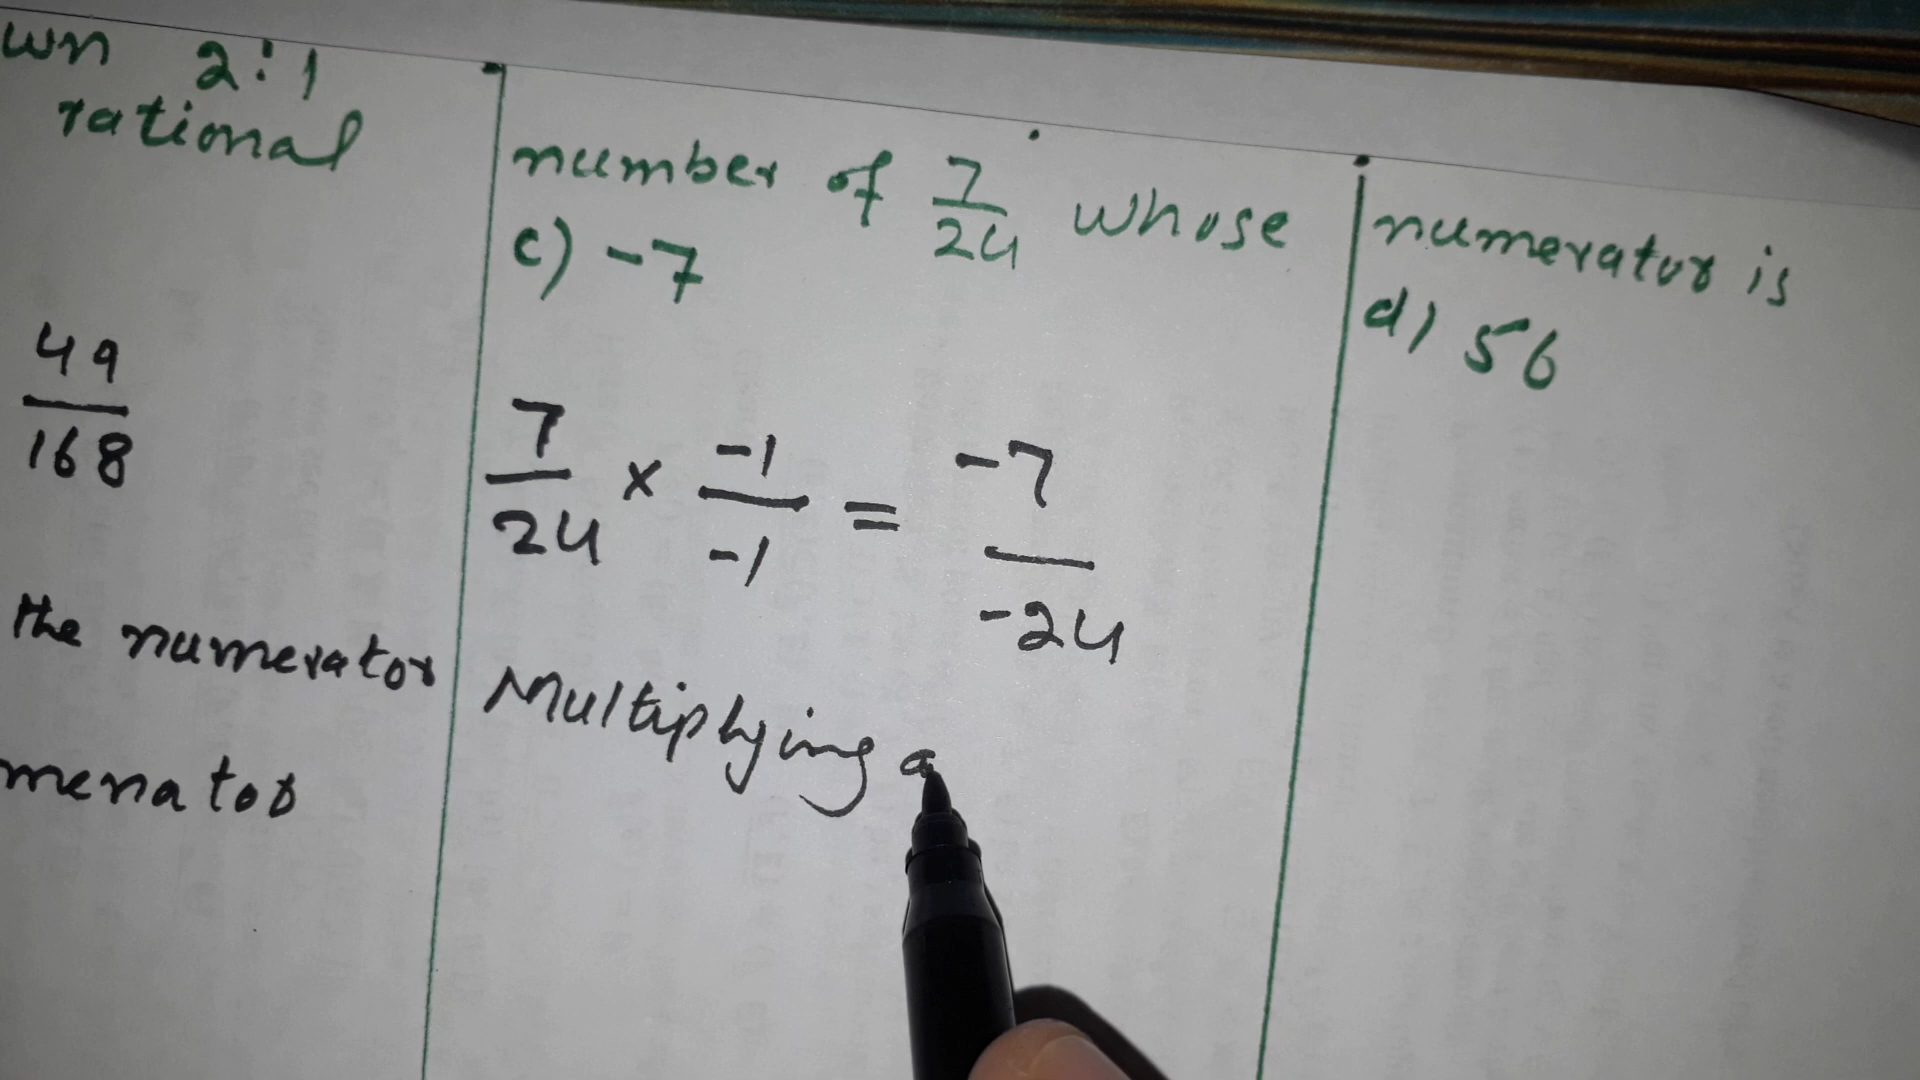 wn 2:1
rational
49
168
the numerator
menator
number of 7/24 whose
c) -7
7/24 x -1/-1 = -7/-24
Multiplying a
numerator is
d) 56